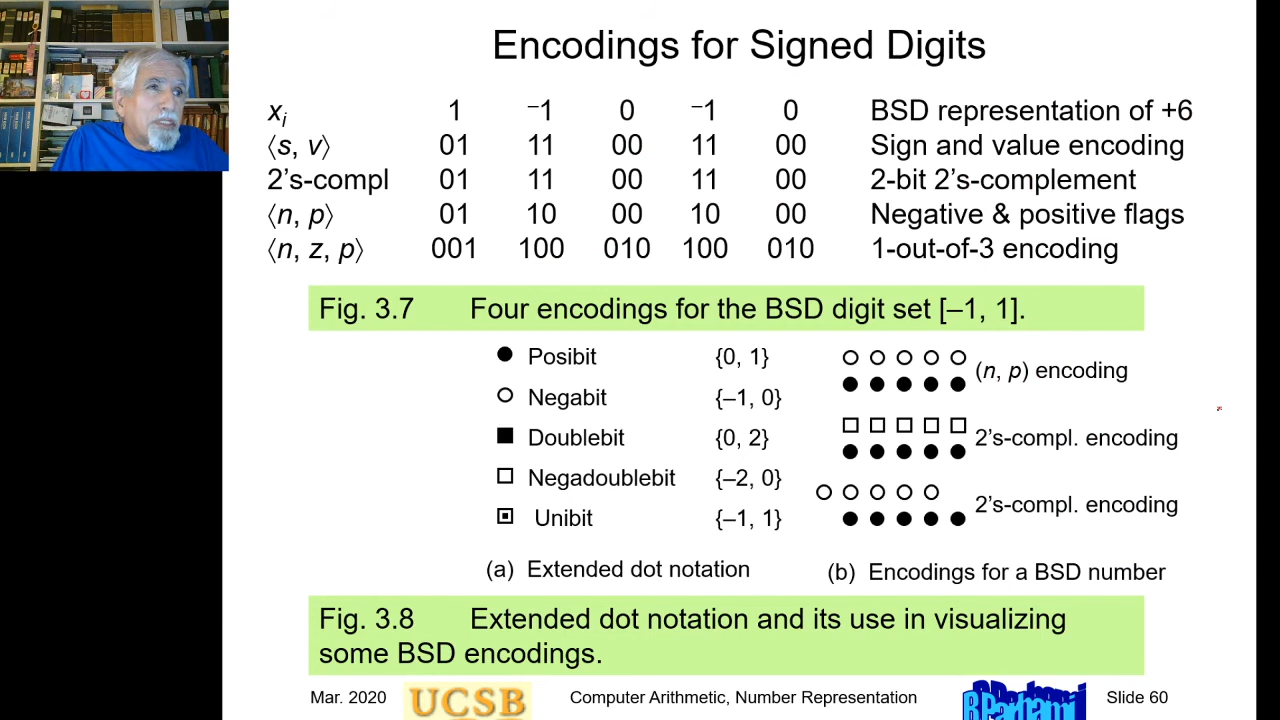 Encodings for Signed Digits
xᵢ 1 ⁻1 0 ⁻1 0 BSD representation of +6
⟨s, v⟩ 01 11 00 11 00 Sign and value encoding
2’s-compl 01 11 00 11 00 2-bit 2’s-complement
⟨n, p⟩ 01 10 00 10 00 Negative & positive flags
⟨n, z, p⟩ 001 100 010 100 010 1-out-of-3 encoding
Fig. 3.7 Four encodings for the BSD digit set [–1, 1].
Posibit {0, 1}
Negabit {–1, 0}
Doublebit {0, 2}
Negadoublebit {–2, 0}
Unibit {–1, 1}
(a) Extended dot notation
(n, p) encoding
2’s-compl. encoding
2’s-compl. encoding
(b) Encodings for a BSD number
Fig. 3.8 Extended dot notation and its use in visualizing
some BSD encodings.
Mar. 2020 UCSB Computer Arithmetic, Number Representation B.Parhami Slide 60